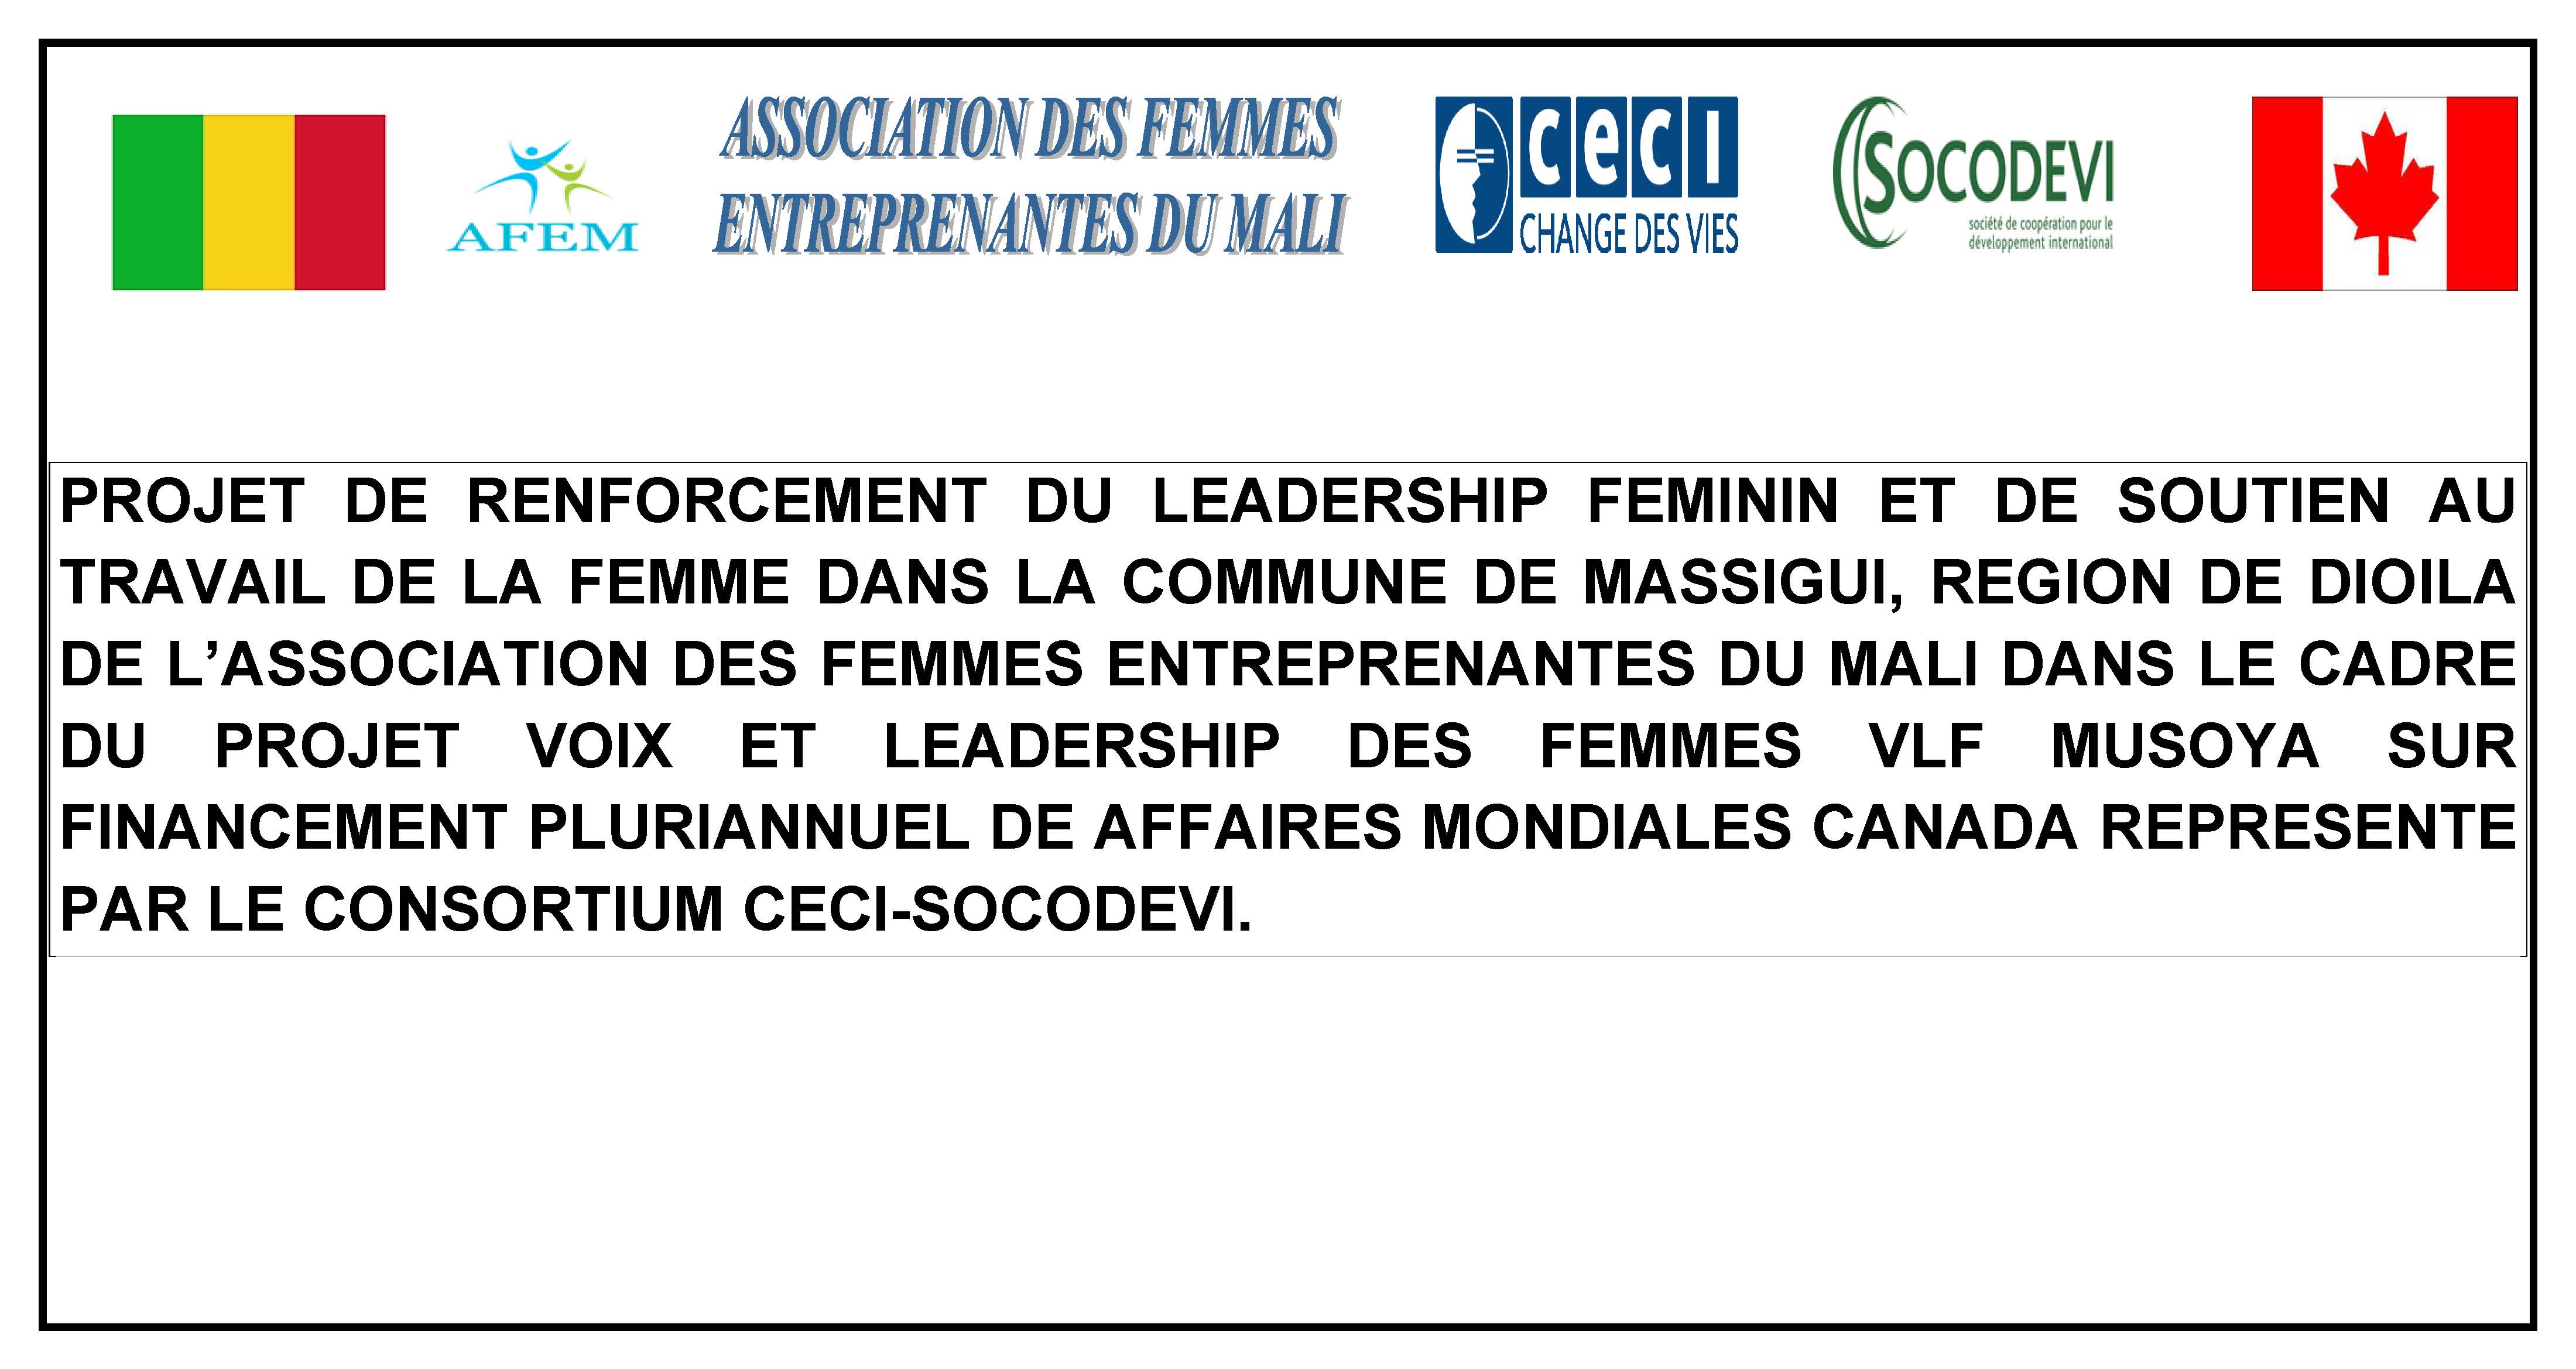 AFEM
ASSOCIATION DES FEMMES
ENTREPRENANTES DU MALI
ceci
CHANGE DES VIES
SOCODEVI
société de coopération pour le
développement international
PROJET DE RENFORCEMENT DU LEADERSHIP FEMININ ET DE SOUTIEN AU
TRAVAIL DE LA FEMME DANS LA COMMUNE DE MASSIGUI, REGION DE DIOILA
DE L’ASSOCIATION DES FEMMES ENTREPRENANTES DU MALI DANS LE CADRE
DU PROJET VOIX ET LEADERSHIP DES FEMMES VLF MUSOYA SUR
FINANCEMENT PLURIANNUEL DE AFFAIRES MONDIALES CANADA REPRESENTE
PAR LE CONSORTIUM CECI-SOCODEVI.